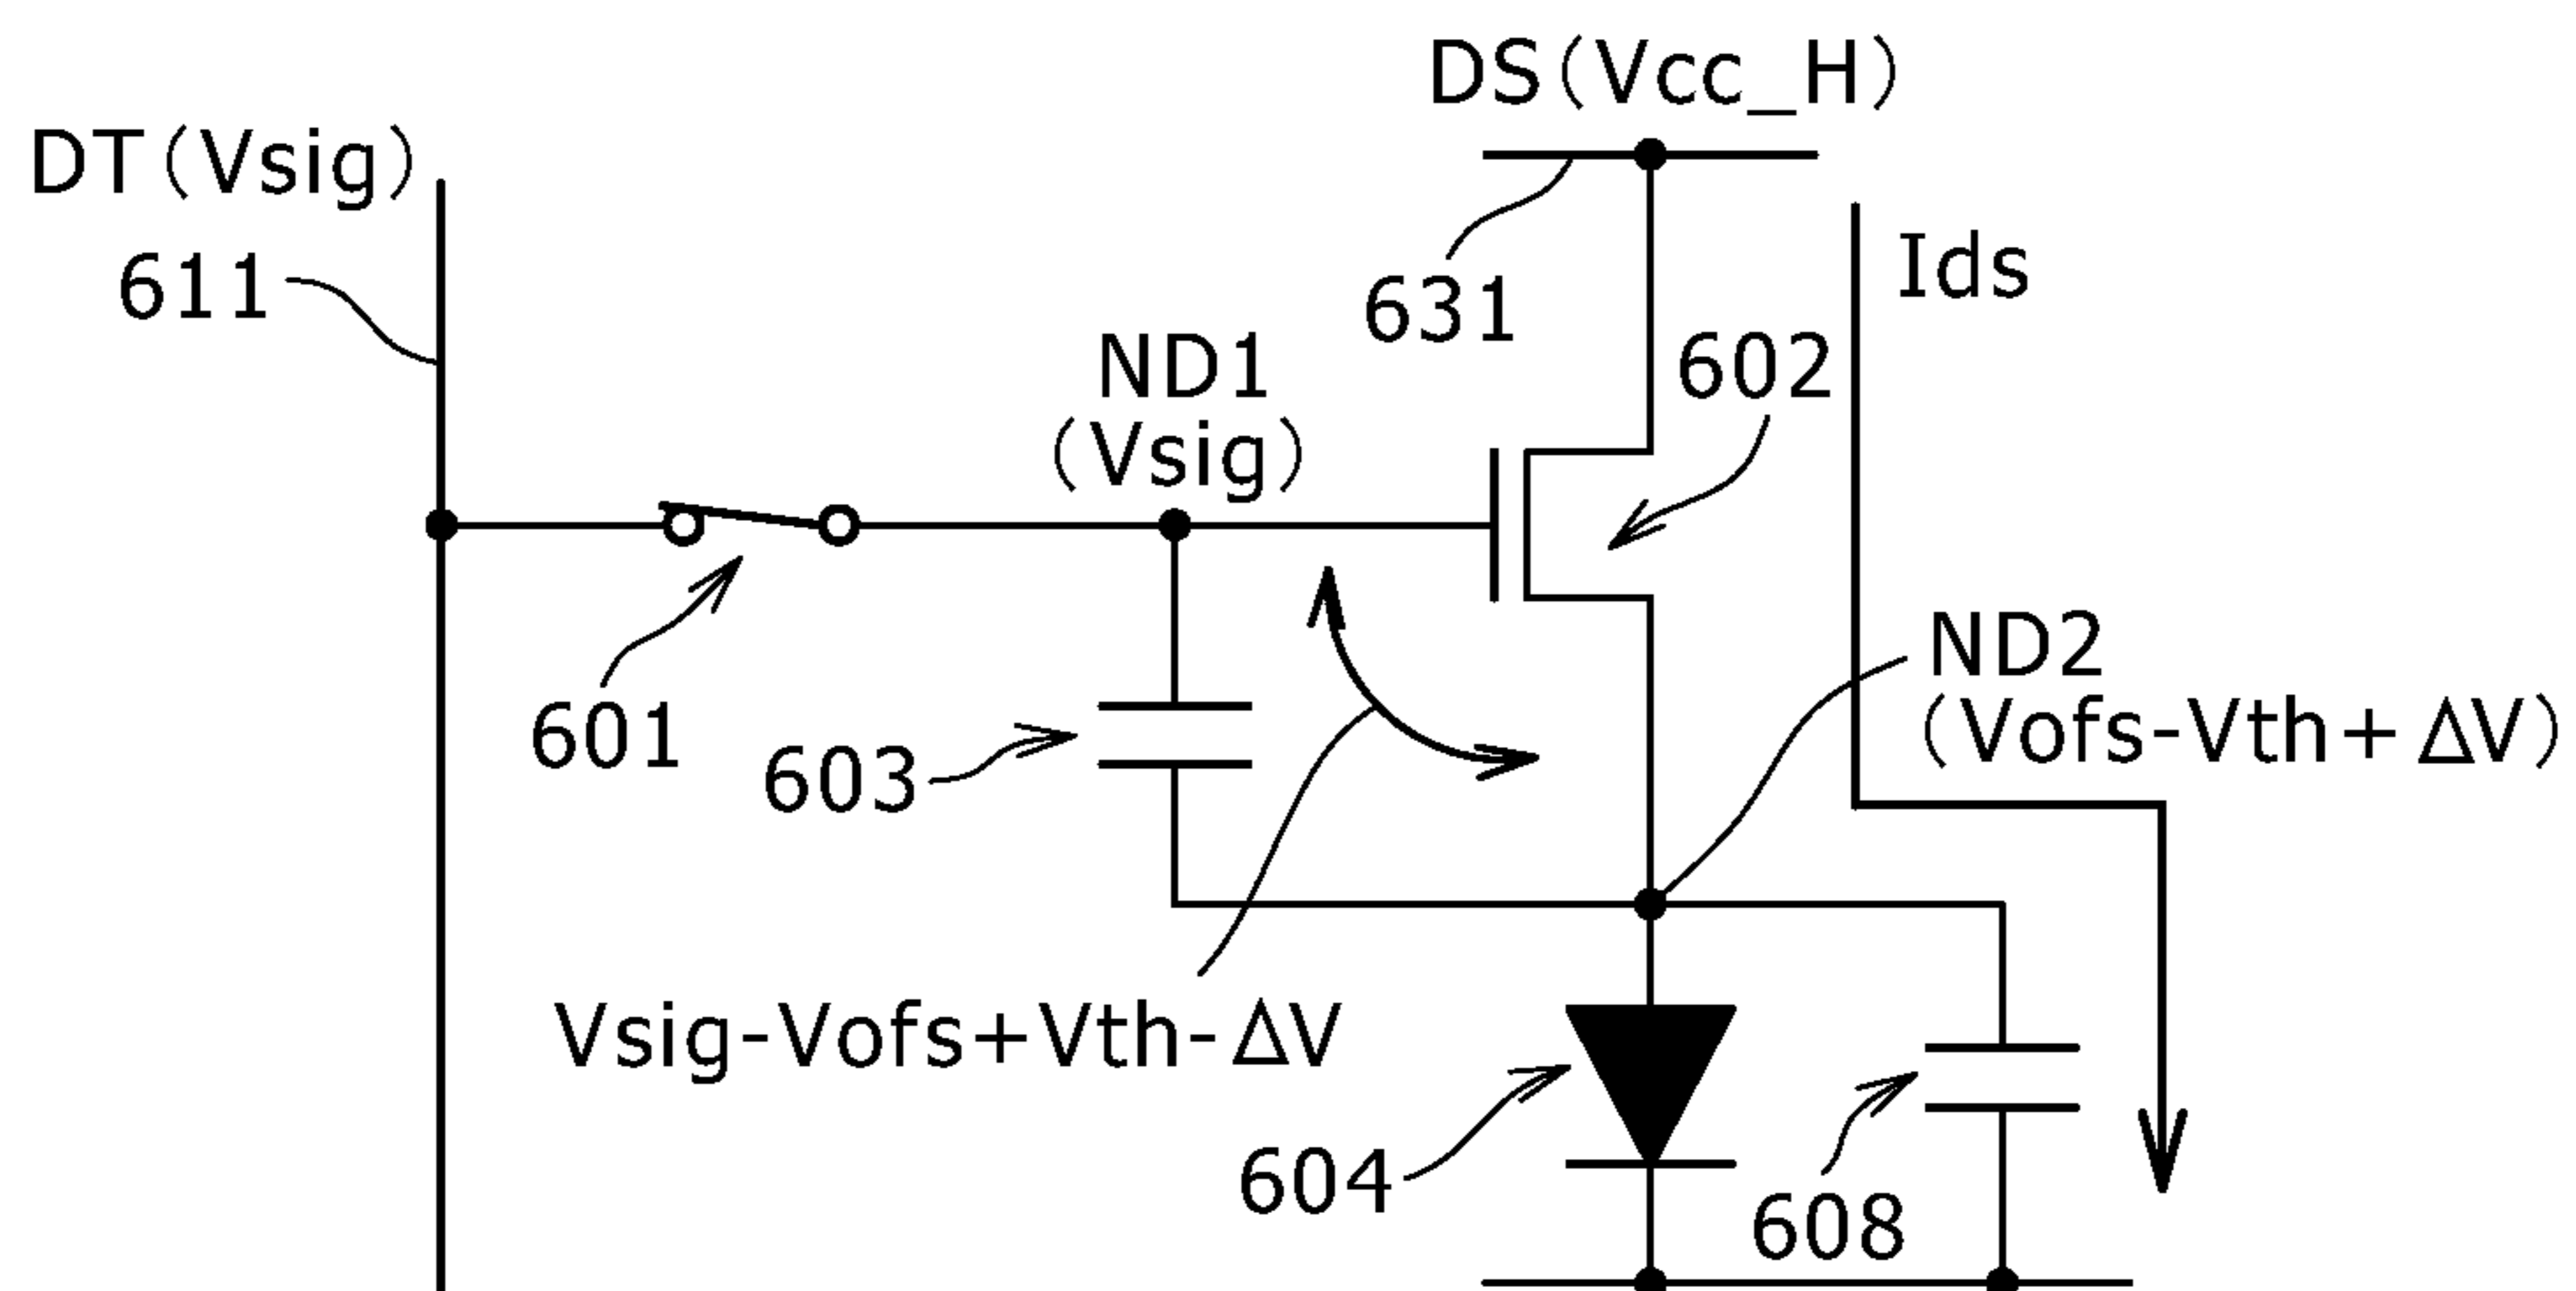 DS(Vcc_H)
DT(Vsig)
611
631
Ids
ND1
(Vsig)
602
601
603
ND2
(Vofs-Vth+ΔV)
Vsig-Vofs+Vth-ΔV
604
608